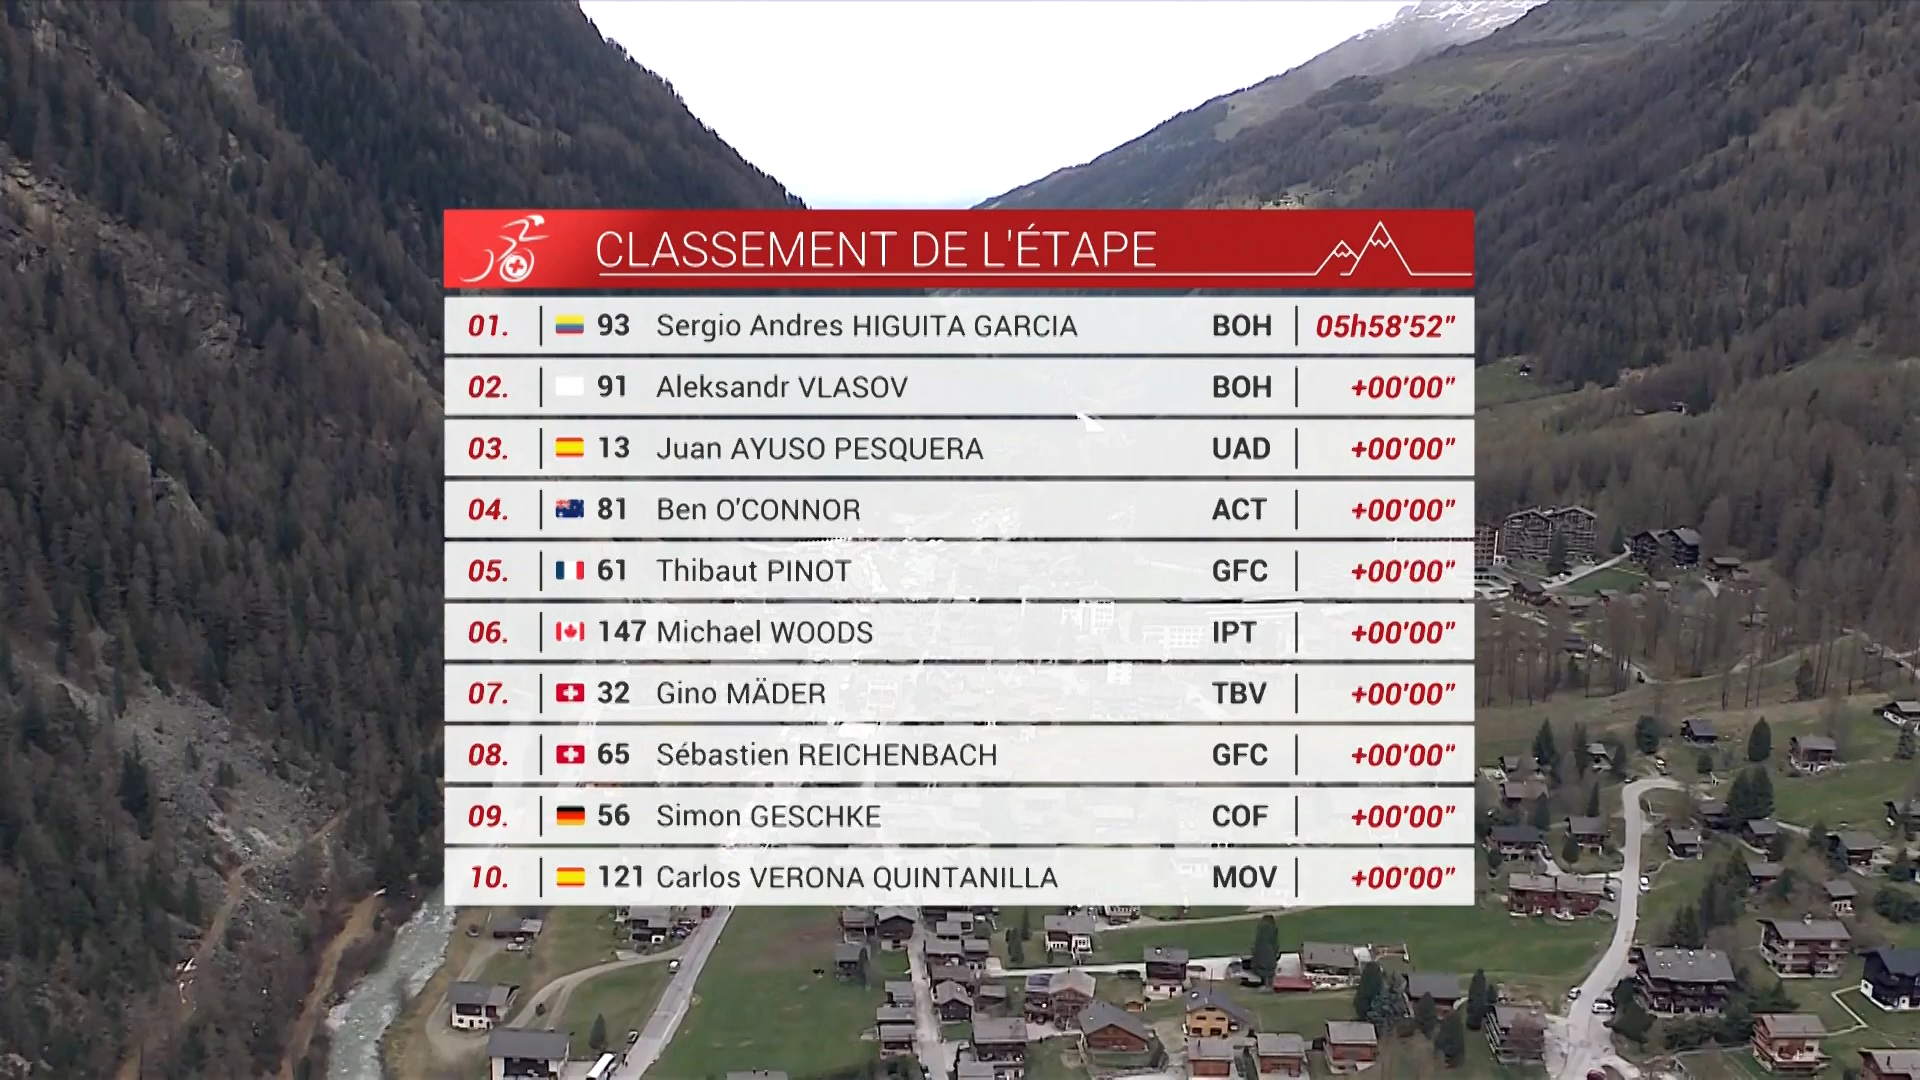 CLASSEMENT DE L'ÉTAPE
01. 93 Sergio Andres HIGUITA GARCIA BOH 05h58'52"
02. 91 Aleksandr VLASOV BOH +00'00"
03. 13 Juan AYUSO PESQUERA UAD +00'00"
04. 81 Ben O'CONNOR ACT +00'00"
05. 61 Thibaut PINOT GFC +00'00"
06. 147 Michael WOODS IPT +00'00"
07. 32 Gino MÄDER TBV +00'00"
08. 65 Sébastien REICHENBACH GFC +00'00"
09. 56 Simon GESCHKE COF +00'00"
10. 121 Carlos VERONA QUINTANILLA MOV +00'00"